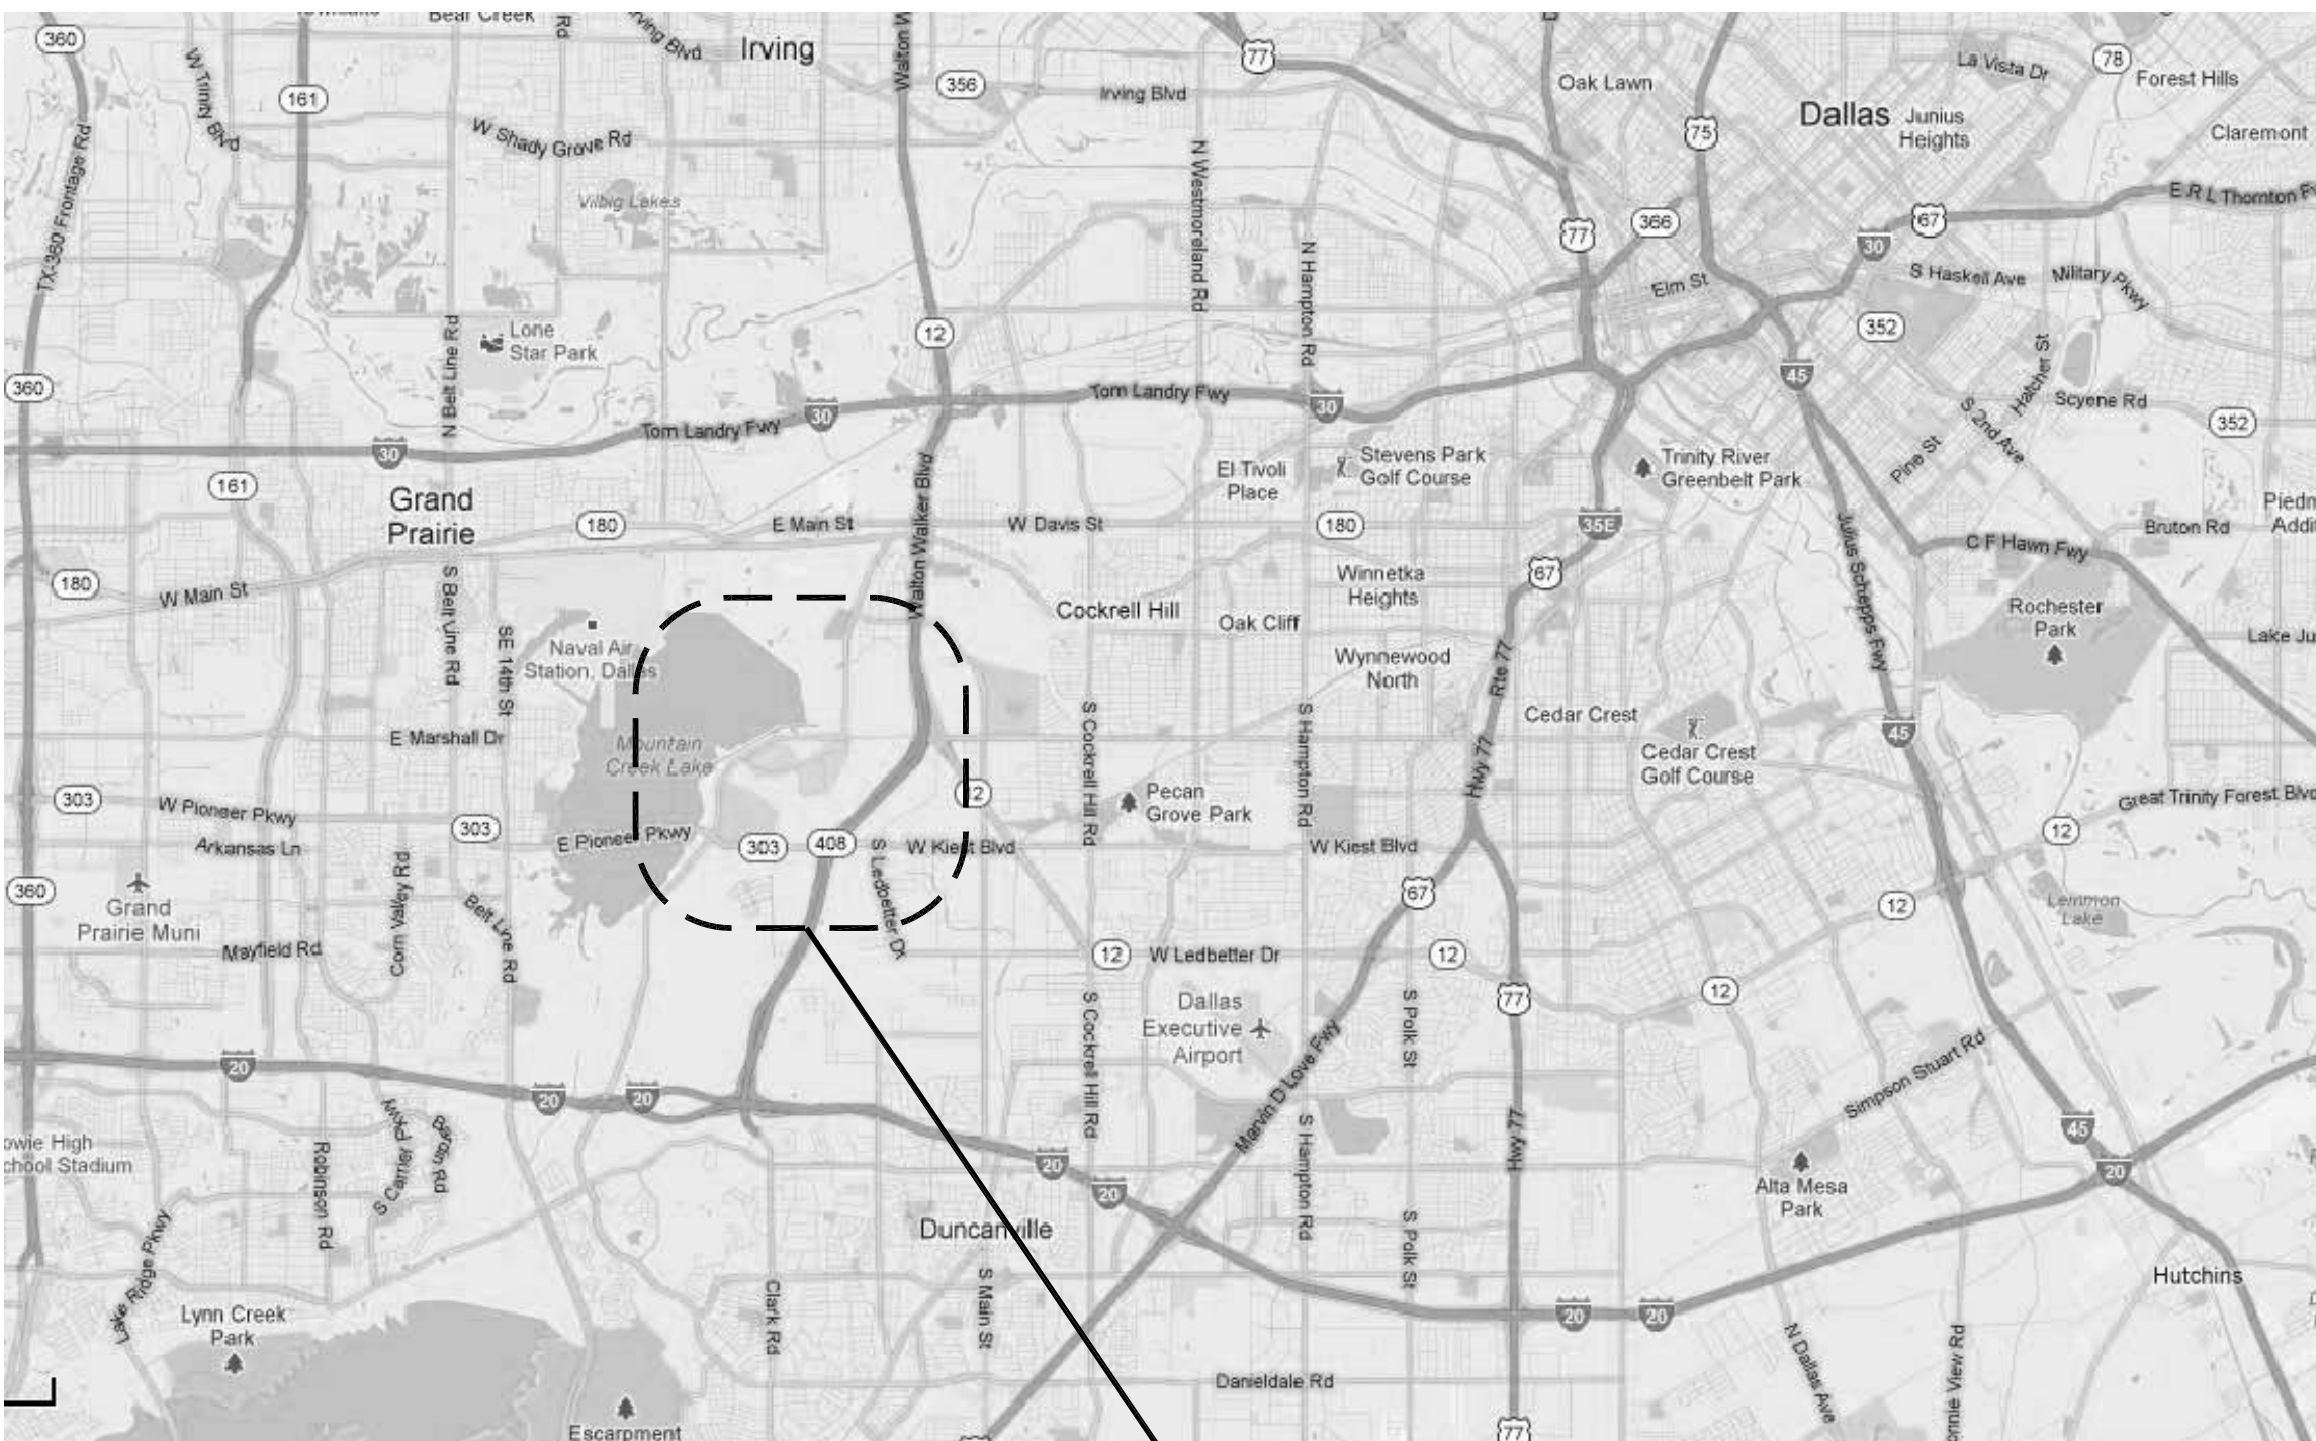 360
Bear Creek
Rd
Irving Blvd
Irving
Walton W
356
Irving Blvd
77
Oak Lawn
La Vista Dr
78
Forest Hills
161
W Trinity Blvd
W Shady Grove Rd
75
Dallas
Junius
Heights
Claremont
TX-360 Frontage Rd
Vilbig Lakes
N Westmoreland Rd
77
366
67
E R L Thornton
30
N Hampton Rd
Elm St
S Haskell Ave
Military Pkwy
Lone
Star Park
12
352
N Belt Line Rd
360
45
Hatcher St
Scyene Rd
30
Tom Landry Fwy
30
Tom Landry Fwy
S 2nd Ave
352
30
El Tivoli
Place
Stevens Park
Golf Course
Trinity River
Greenbelt Park
Pine St
161
Grand
Prairie
Walton Walker Blvd
180
E Main St
W Davis St
180
35E
Julius Schepps Fwy
C F Hawn Fwy
Bruton Rd
180
W Main St
S Belt Line Rd
Winnetka
Heights
67
Cockrell Hill
Oak Cliff
Rochester
Park
SE 14th St
Naval Air
Station, Dallas
Wynnewood
North
Rte 77
Cedar Crest
E Marshall Dr
Mountain
Creek Lake
S Cockrell Hill Rd
S Hampton Rd
Hwy 77
Cedar Crest
Golf Course
45
303
W Pioneer Pkwy
303
E Pioneer Pkwy
303
408
12
Pecan
Grove Park
Great Trinity Forest Blvd
12
Arkansas Ln
S Ledbetter Dr
W Kiest Blvd
W Kiest Blvd
360
Grand
Prairie Muni
Corn Valley Rd
Belt Line Rd
67
12
Lemmon
Lake
Mayfield Rd
12
W Ledbetter Dr
12
12
Dallas
Executive
Airport
S Cockrell Hill Rd
S Polk St
77
Marvin D Love Fwy
Simpson Stuart Rd
20
20
20
S Carrier Pkwy
Bardin Rd
Robinson Rd
owie High
chool Stadium
20
20
S Hampton Rd
Hwy 77
45
20
Alta Mesa
Park
Duncanville
S Polk St
Lake Ridge Pkwy
Lynn Creek
Park
Clark Rd
S Main St
20
20
Hutchins
Danieldale Rd
N Dallas Ave
nnie View Rd
Escarpment
77